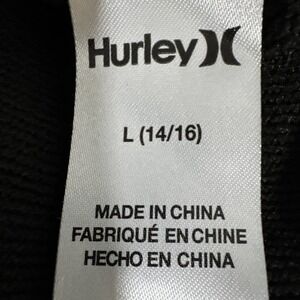 Hurley
L (14/16)
MADE IN CHINA
FABRIQUÉ EN CHINE
HECHO EN CHINA